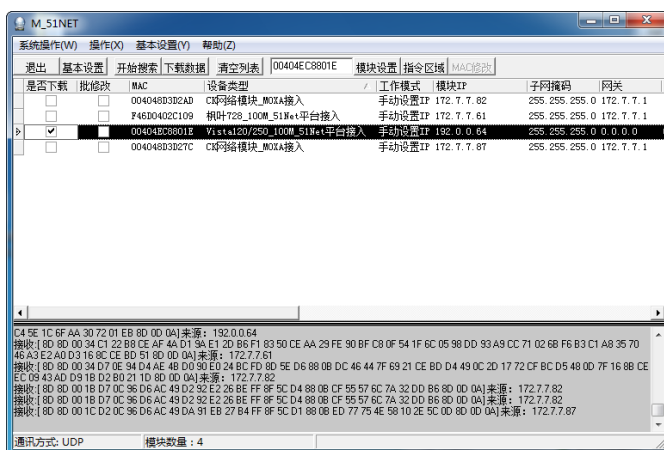 M_51NET
系统操作(W) 操作(X) 基本设置(Y) 帮助(Z)
退出 基本设置 开始搜索 下载数据 清空列表 00404EC8801E 模块设置 指令区域 MAC修改
是否下载 批修改 MAC 设备类型 工作模式 模块IP 子网掩码 网关
004048D3D2AD CK网络模块_MOXA接入 手动设置IP 172.7.7.82 255.255.255.0 172.7.7.1
F46D0402C109 枫叶728_100M_51Net平台接入 手动设置IP 172.7.7.61 255.255.255.0 172.7.7.1
00404EC8801E Vista120/250_100M_51Net平台接入 手动设置IP 192.0.0.64 255.255.255.0 0.0.0.0
004048D3D27C CK网络模块_MOXA接入 手动设置IP 172.7.7.87 255.255.255.0 172.7.7.1
C4 5E 1C 6F AA 30 72 01 EB 8D 0D 0A] 来源: 192.0.0.64
接收:[ 8D 8D 00 34 C1 22 B8 CE AF 4A D1 9A E1 2D B6 F1 83 50 CE AA 29 FE 90 BF C8 0F 54 1F 6C 05 98 DD 93 A9 CC 71 02 6B F6 B3 C1 A8 35 70
46 A3 E2 A0 D3 16 8C CE BD 51 8D 0D 0A] 来源: 172.7.7.61
接收:[ 8D 8D 00 34 D7 0E 94 D4 AE 4B D0 90 E0 24 BC FD 8D 5E D6 88 0B DC 46 44 7F 69 21 CE BD D4 49 0C 2D 17 72 CF BC D5 48 0D 7F 16 8B CE
EC 09 43 AD D9 1B D2 B0 21 1D 8D 0D 0A] 来源: 172.7.7.82
接收:[ 8D 8D 00 1B D7 0C 96 D6 AC 49 D2 92 E2 26 BE FF 8F 5C D4 88 0B CF 55 57 6C 7A 32 DD B6 8D 0D 0A] 来源: 172.7.7.82
接收:[ 8D 8D 00 1B D7 0C 96 D6 AC 49 D2 92 E2 26 BE FF 8F 5C D4 88 0B CF 55 57 6C 7A 32 DD B6 8D 0D 0A] 来源: 172.7.7.82
接收:[ 8D 8D 00 1C D2 0C 96 D6 AC 49 DA 91 EB 27 B4 FF 8F 5C D1 88 0B ED 77 75 4E 58 10 2E 5C 0D 8D 0D 0A] 来源: 172.7.7.87
通讯方式: UDP 模块数量: 4